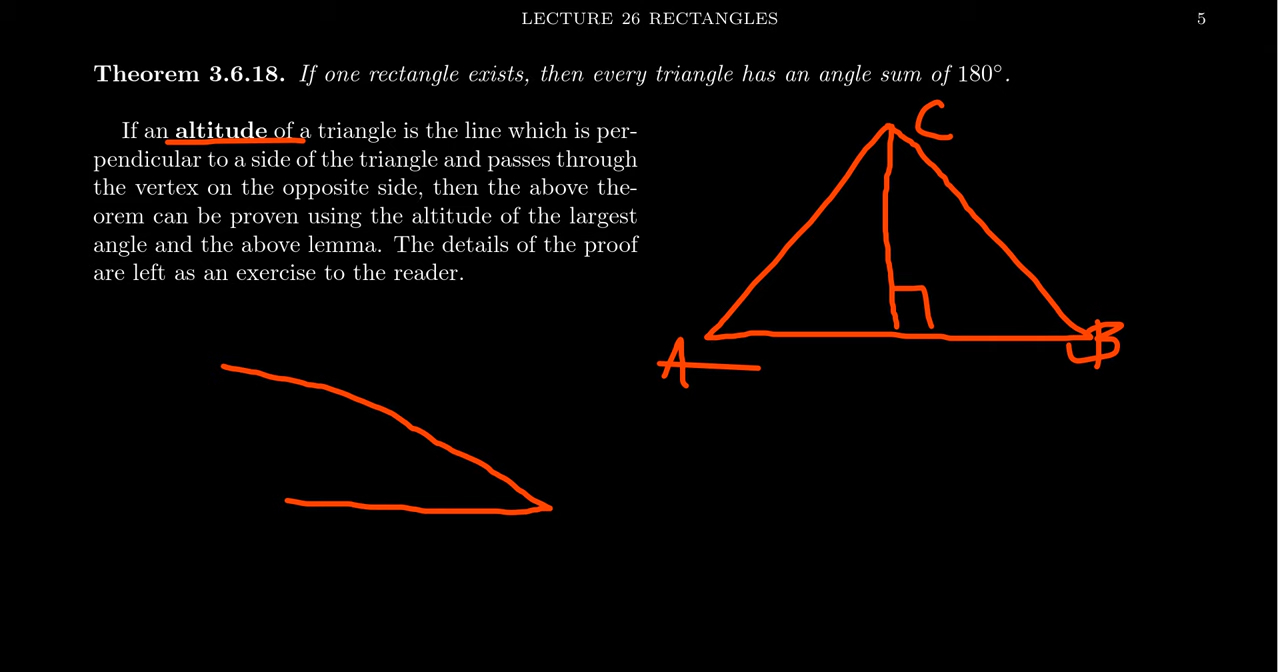 LECTURE 26 RECTANGLES 5
Theorem 3.6.18. If one rectangle exists, then every triangle has an angle sum of 180°.
If an altitude of a triangle is the line which is per-
pendicular to a side of the triangle and passes through
the vertex on the opposite side, then the above the-
orem can be proven using the altitude of the largest
angle and the above lemma. The details of the proof
are left as an exercise to the reader.
C
A
B